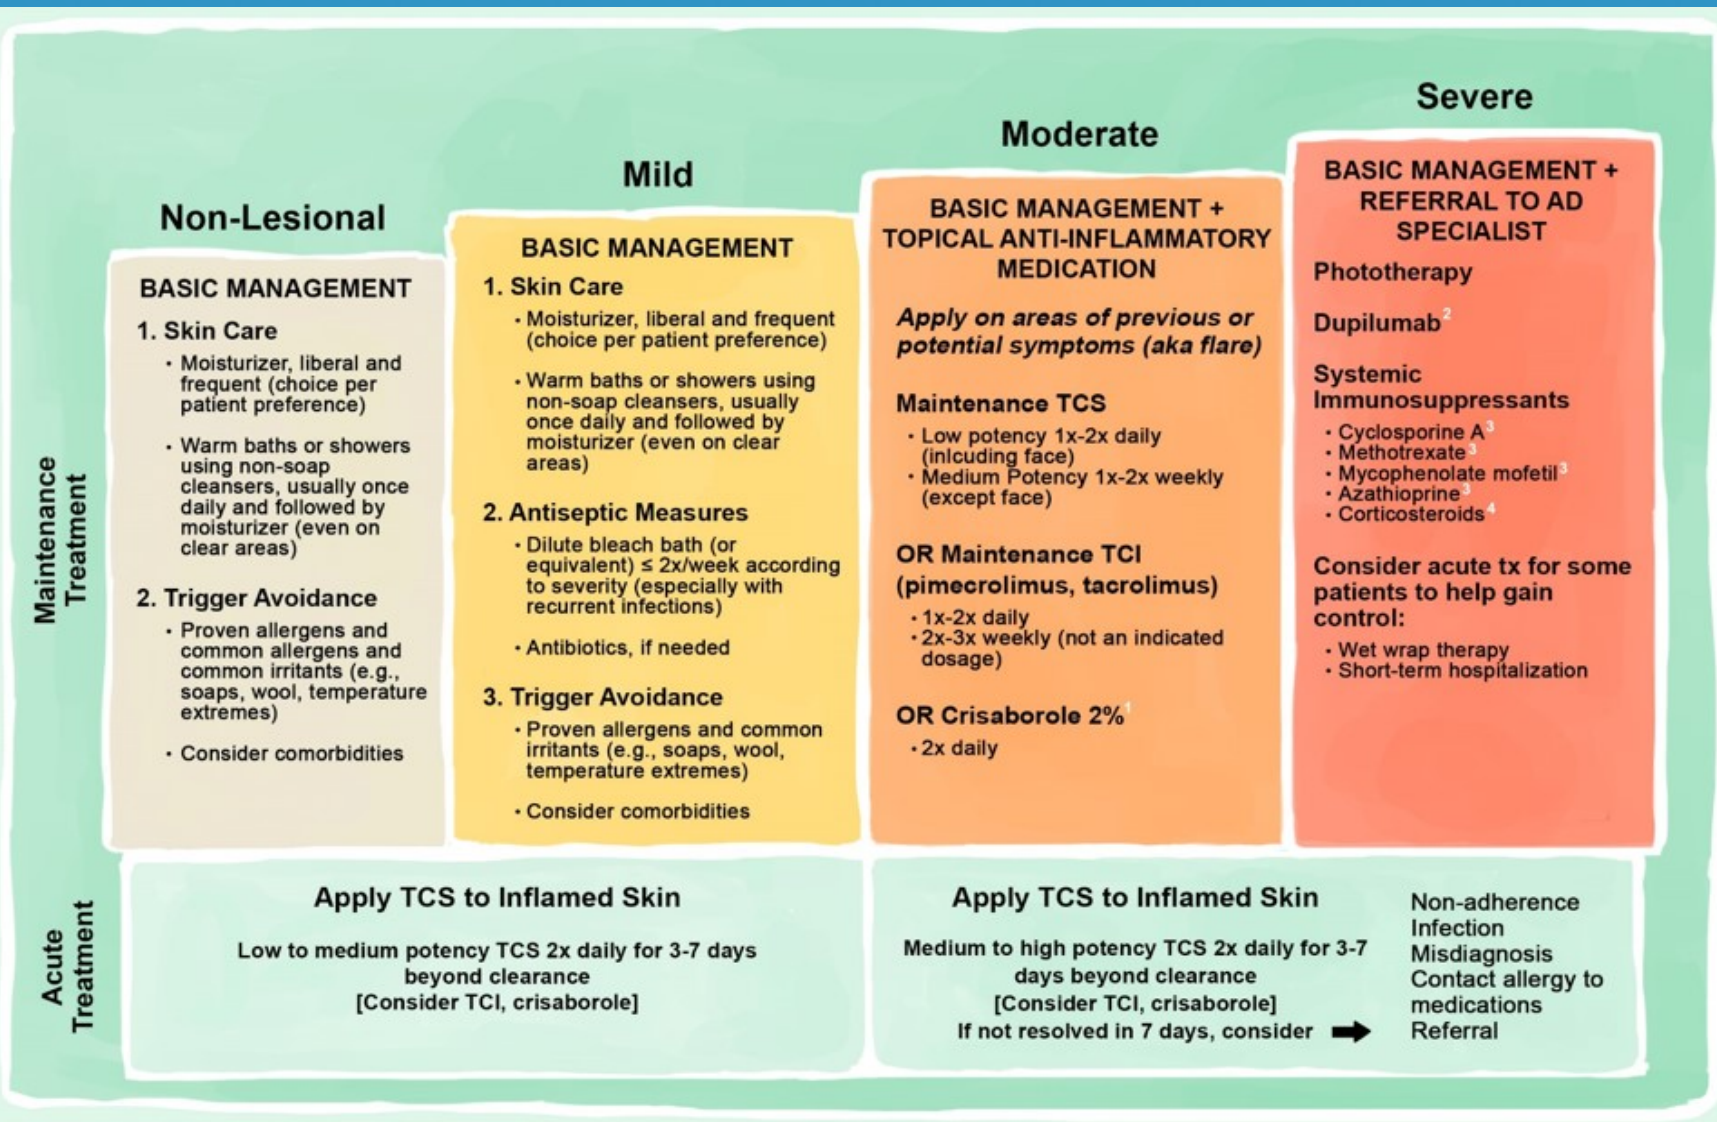 Non-Lesional
BASIC MANAGEMENT
1. Skin Care
• Moisturizer, liberal and
frequent (choice per
patient preference)
• Warm baths or showers
using non-soap
cleansers, usually once
daily and followed by
moisturizer (even on
clear areas)
2. Trigger Avoidance
• Proven allergens and
common allergens and
common irritants (e.g.,
soaps, wool, temperature
extremes)
• Consider comorbidities
Mild
BASIC MANAGEMENT
1. Skin Care
• Moisturizer, liberal and frequent
(choice per patient preference)
• Warm baths or showers using
non-soap cleansers, usually
once daily and followed by
moisturizer (even on clear
areas)
2. Antiseptic Measures
• Dilute bleach bath (or
equivalent) ≤ 2x/week according
to severity (especially with
recurrent infections)
• Antibiotics, if needed
3. Trigger Avoidance
• Proven allergens and common
irritants (e.g., soaps, wool,
temperature extremes)
• Consider comorbidities
Moderate
BASIC MANAGEMENT +
TOPICAL ANTI-INFLAMMATORY
MEDICATION
Apply on areas of previous or
potential symptoms (aka flare)
Maintenance TCS
• Low potency 1x-2x daily
(inlcuding face)
• Medium Potency 1x-2x weekly
(except face)
OR Maintenance TCI
(pimecrolimus, tacrolimus)
• 1x-2x daily
• 2x-3x weekly (not an indicated
dosage)
OR Crisaborole 2%¹
• 2x daily
Severe
BASIC MANAGEMENT +
REFERRAL TO AD
SPECIALIST
Phototherapy
Dupilumab²
Systemic
Immunosuppressants
• Cyclosporine A³
• Methotrexate³
• Mycophenolate mofetil³
• Azathioprine³
• Corticosteroids⁴
Consider acute tx for some
patients to help gain
control:
• Wet wrap therapy
• Short-term hospitalization
Maintenance
Treatment
Acute
Treatment
Apply TCS to Inflamed Skin
Low to medium potency TCS 2x daily for 3-7 days
beyond clearance
[Consider TCI, crisaborole]
Apply TCS to Inflamed Skin
Medium to high potency TCS 2x daily for 3-7
days beyond clearance
[Consider TCI, crisaborole]
If not resolved in 7 days, consider
Non-adherence
Infection
Misdiagnosis
Contact allergy to
medications
Referral